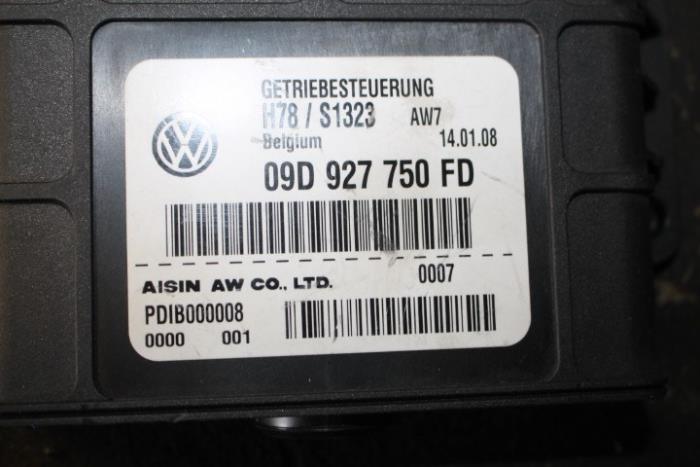 GETRIEBESTEUERUNG
H78 / S1323 AW7
Belgium 14.01.08
09D 927 750 FD
0007
AISIN AW CO., LTD.
PDIB000008
0000 001